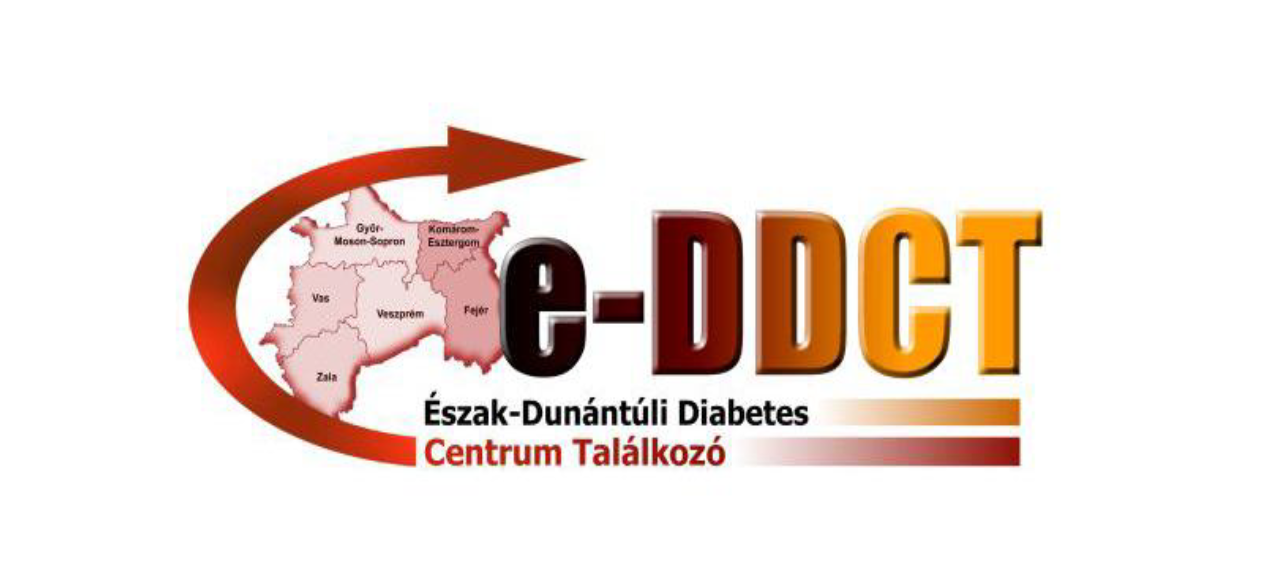 Győr-
Moson-Sopron
Komárom-
Esztergom
Vas
Veszprém
Fejér
Zala
e-DDCT
Észak-Dunántúli Diabetes
Centrum Találkozó